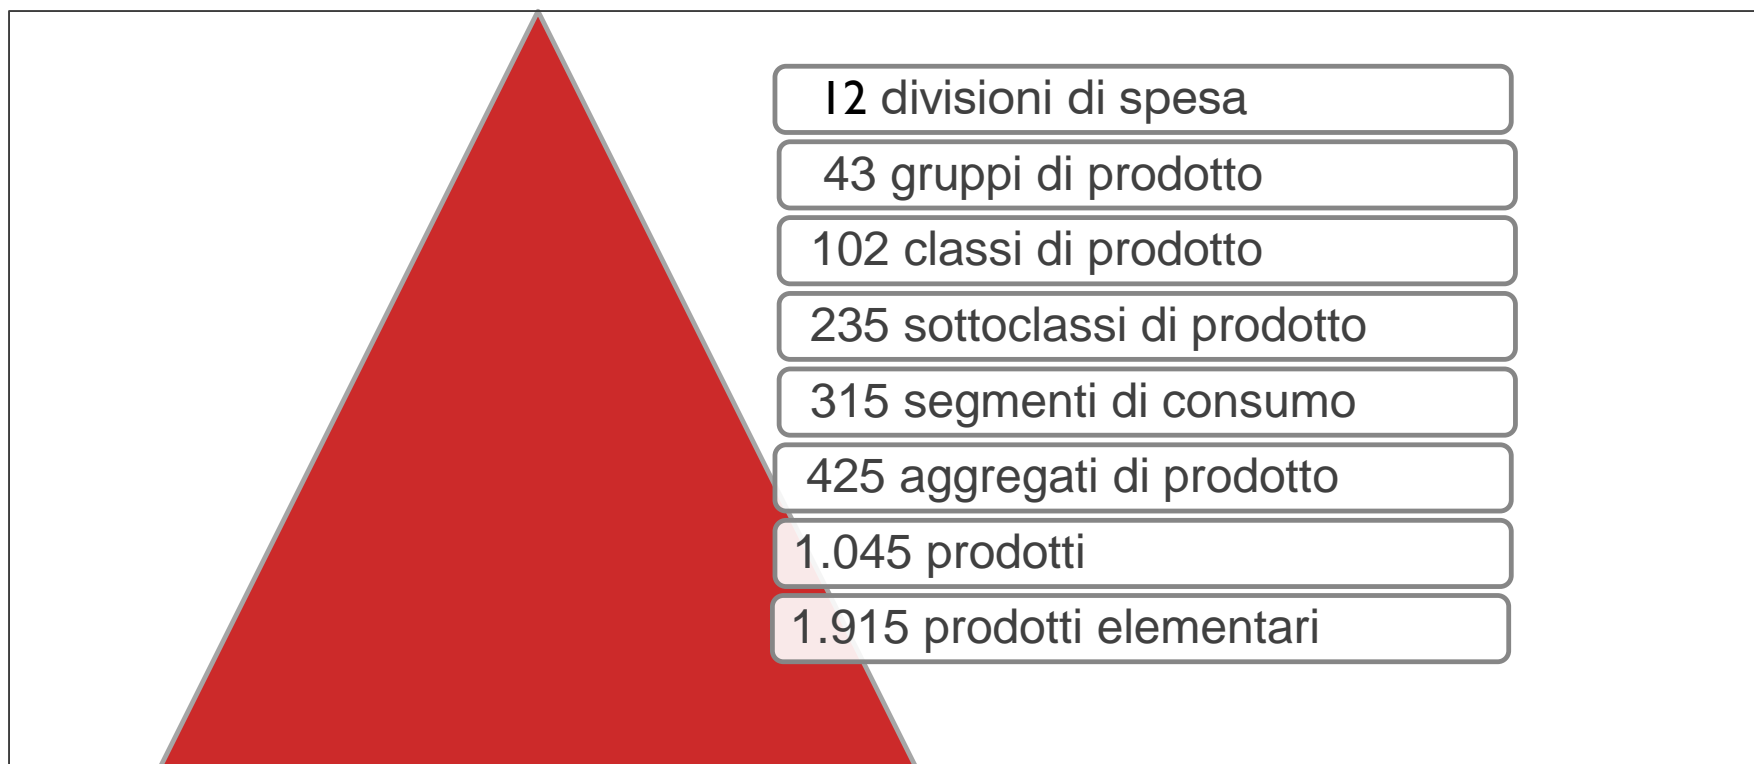 12 divisioni di spesa
43 gruppi di prodotto
102 classi di prodotto
235 sottoclassi di prodotto
315 segmenti di consumo
425 aggregati di prodotto
1.045 prodotti
1.915 prodotti elementari